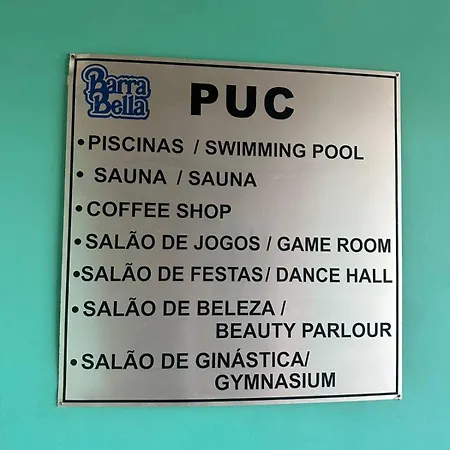 Barra
Bella
PUC
•PISCINAS / SWIMMING POOL
• SAUNA / SAUNA
•COFFEE SHOP
•SALÃO DE JOGOS / GAME ROOM
•SALÃO DE FESTAS/ DANCE HALL
•SALÃO DE BELEZA /
BEAUTY PARLOUR
•SALÃO DE GINÁSTICA/
GYMNASIUM